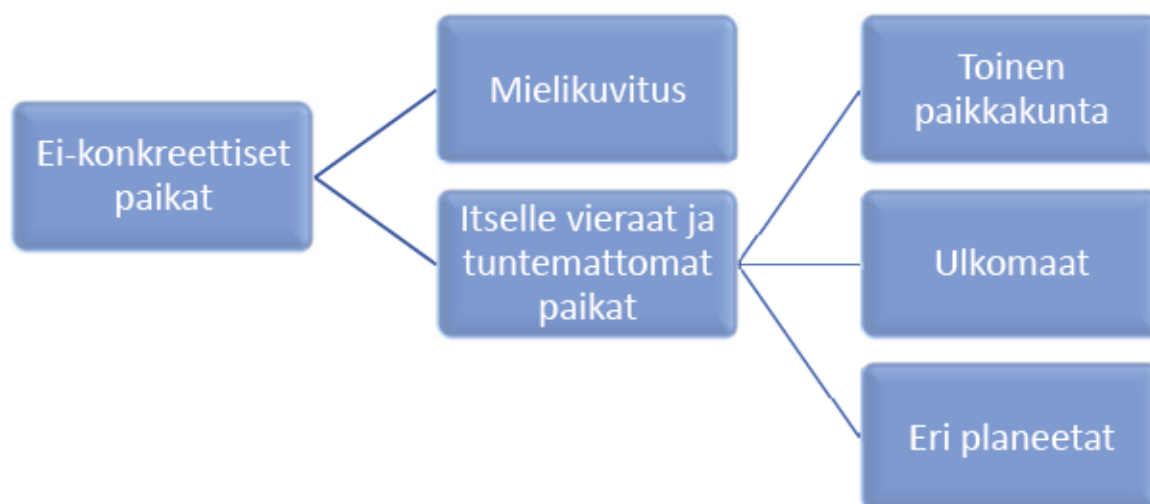 Ei-konkreettiset
paikat
Mielikuvitus
Itselle vieraat ja
tuntemattomat
paikat
Toinen
paikkakunta
Ulkomaat
Eri planeetat